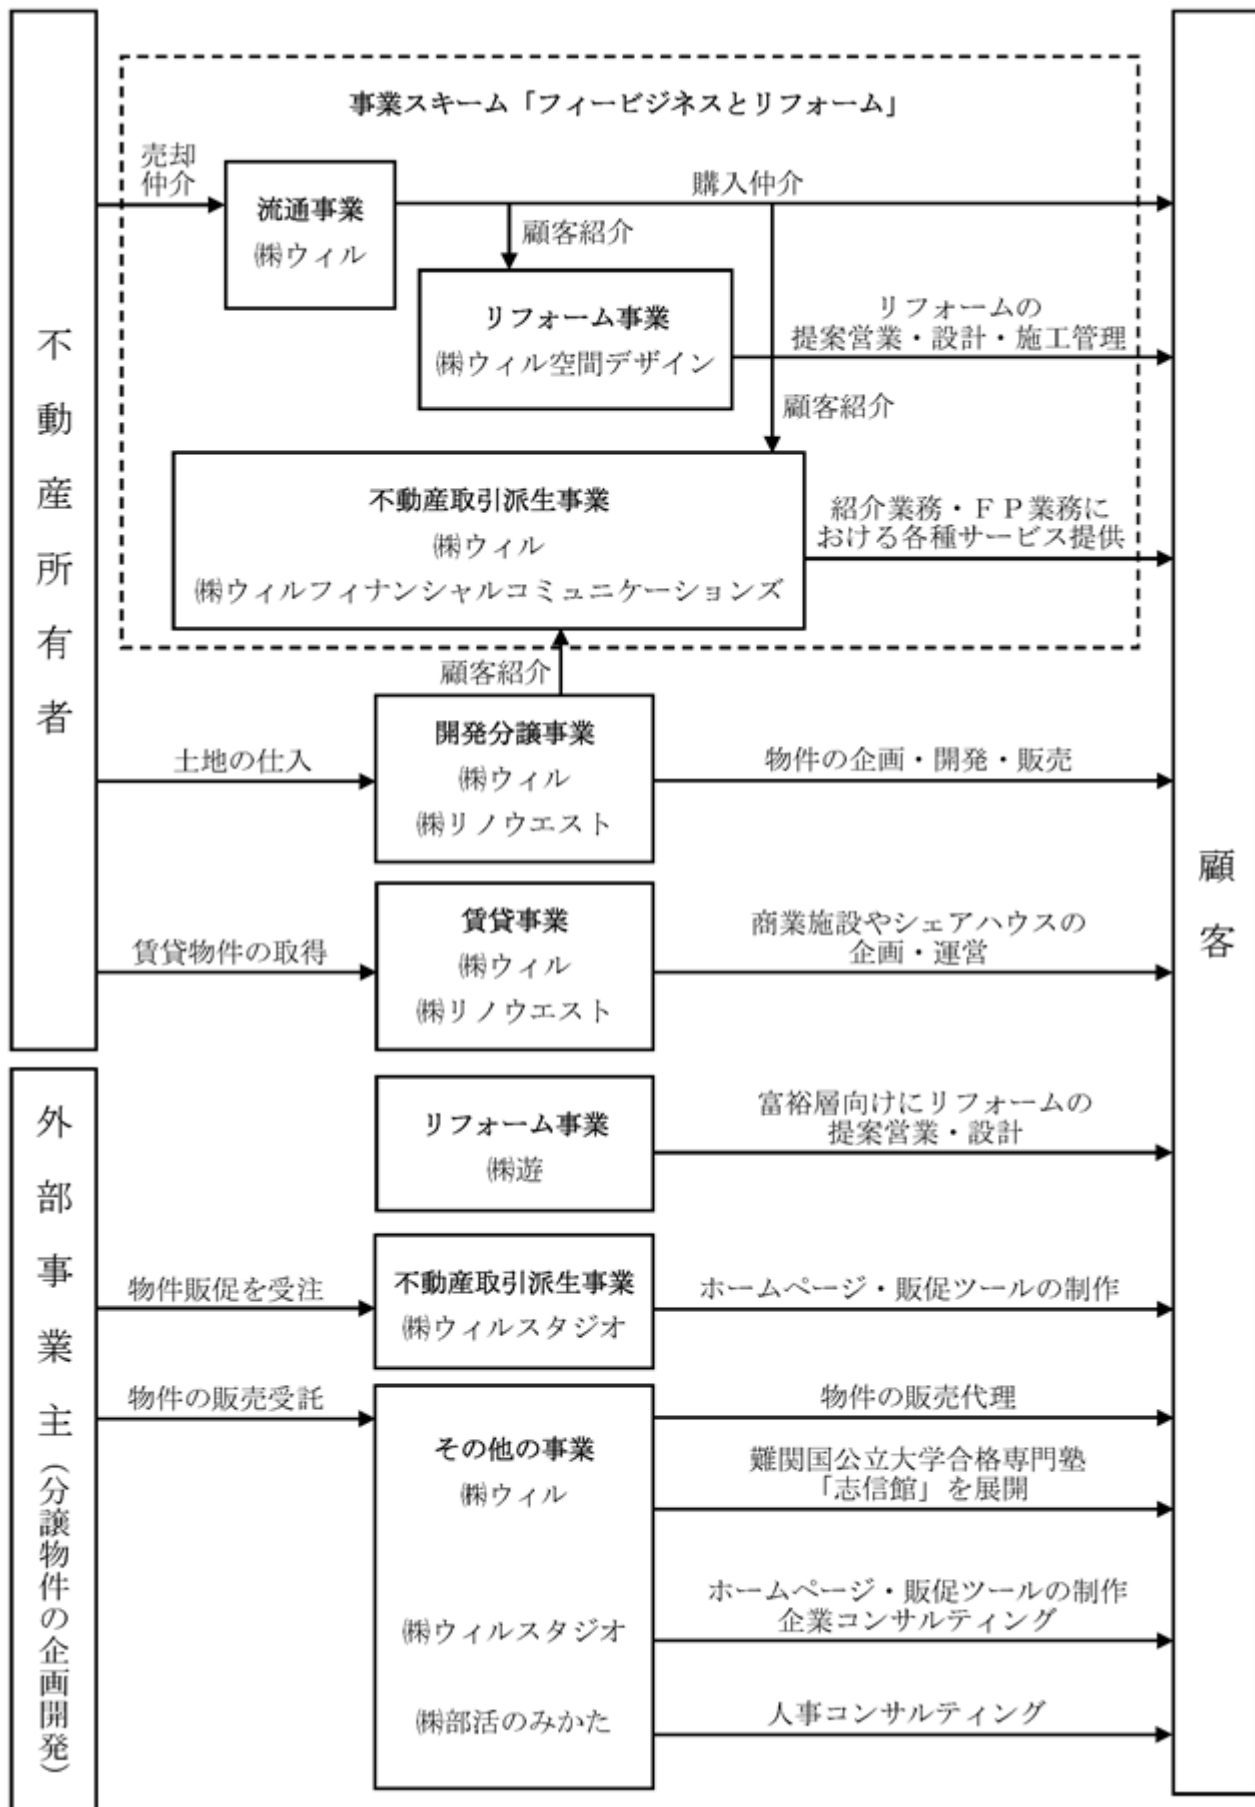 事業スキーム「フィービジネスとリフォーム」
売却
仲介
流通事業
㈱ウィル
購入仲介
顧客紹介
リフォーム事業
㈱ウィル空間デザイン
リフォームの
提案営業・設計・施工管理
顧客紹介
不動産取引派生事業
㈱ウィル
㈱ウィルフィナンシャルコミュニケーションズ
紹介業務・ＦＰ業務に
おける各種サービス提供
顧客紹介
不動産所有者
土地の仕入
開発分譲事業
㈱ウィル
㈱リノウエスト
物件の企画・開発・販売
賃貸物件の取得
賃貸事業
㈱ウィル
㈱リノウエスト
商業施設やシェアハウスの
企画・運営
顧客
リフォーム事業
㈱遊
富裕層向けにリフォームの
提案営業・設計
外部事業主（分譲物件の企画開発）
物件販促を受注
不動産取引派生事業
㈱ウィルスタジオ
ホームページ・販促ツールの制作
物件の販売受託
その他の事業
㈱ウィル
物件の販売代理
難関国公立大学合格専門塾
「志信館」を展開
㈱ウィルスタジオ
ホームページ・販促ツールの制作
企業コンサルティング
㈱部活のみかた
人事コンサルティング